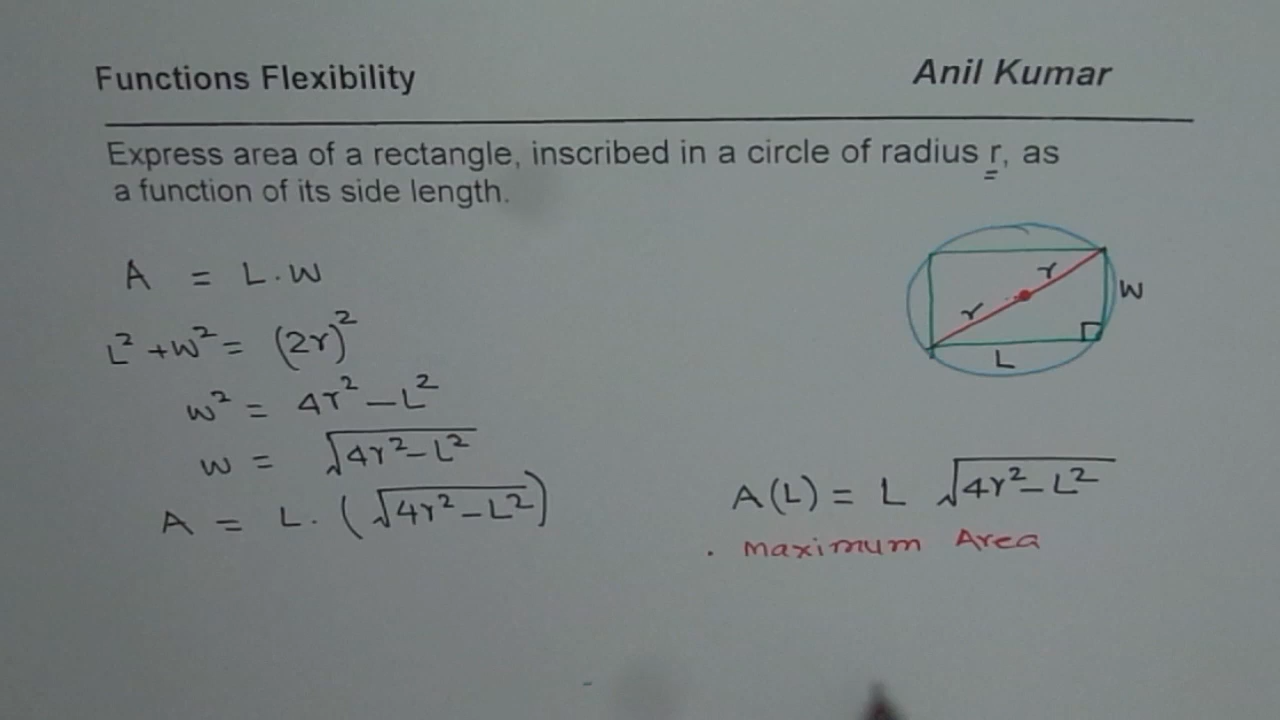 Functions Flexibility
Anil Kumar
Express area of a rectangle, inscribed in a circle of radius r, as
a function of its side length.
A = L.W
L² + W² = (2r)²
W² = 4r² − L²
W = √(4r² − L²)
A = L. (√(4r² − L²))
r
r
W
L
A(L) = L √(4r² − L²)
. Maximum Area